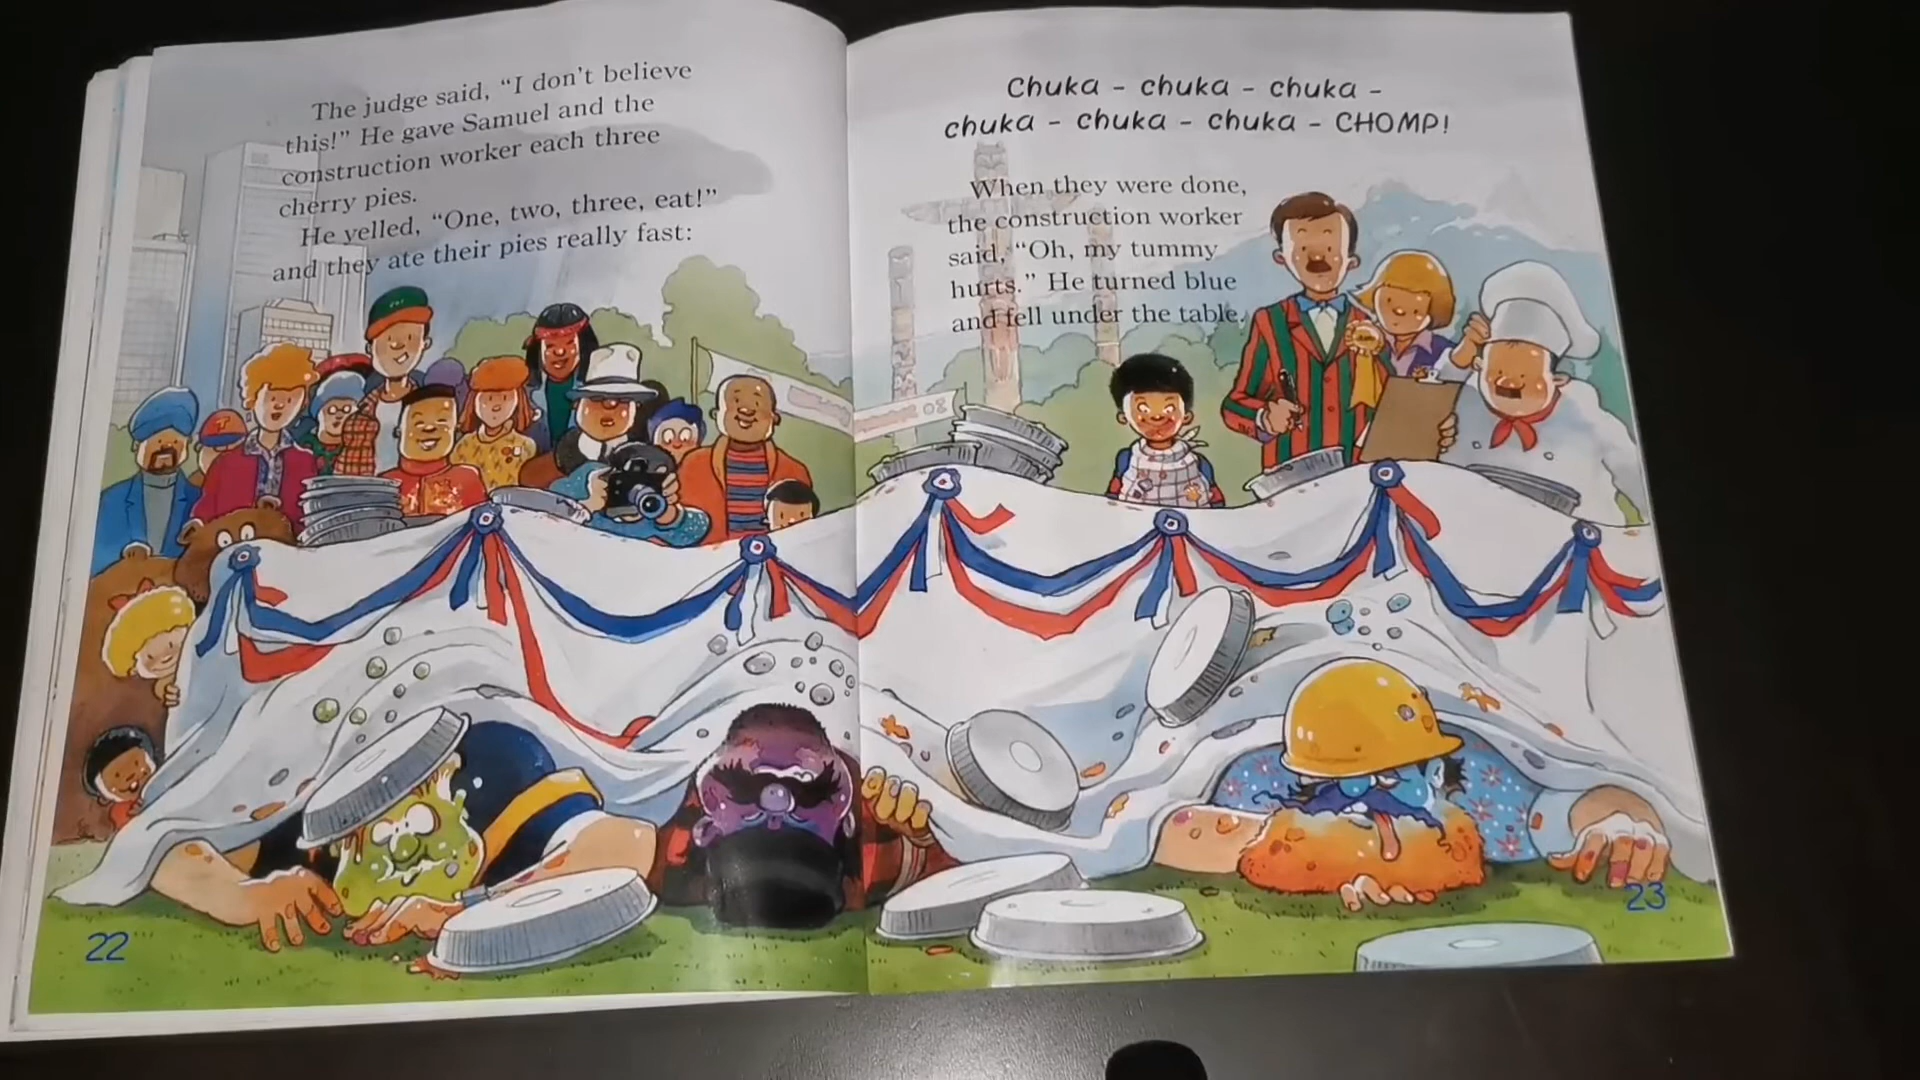 The judge said, “I don’t believe
this!” He gave Samuel and the
construction worker each three
cherry pies.
He yelled, “One, two, three, eat!”
and they ate their pies really fast:
22
Chuka - chuka - chuka -
chuka - chuka - chuka - CHOMP!
When they were done,
the construction worker
said, “Oh, my tummy
hurts.” He turned blue
and fell under the table.
23